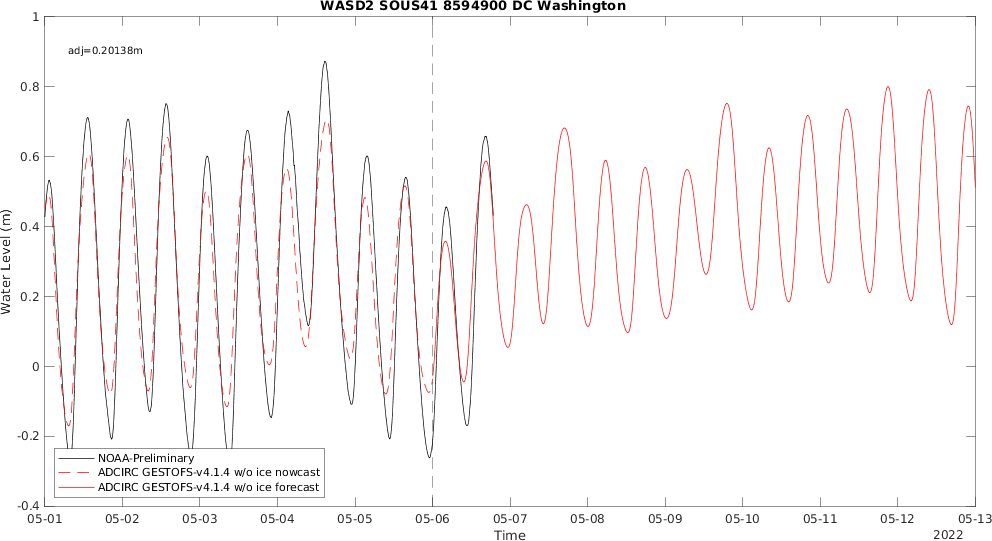 WASD2 SOUS41 8594900 DC Washington
adj=0.20138m
Water Level (m)
1
0.8
0.6
0.4
0.2
0
-0.2
-0.4
NOAA-Preliminary
ADCIRC GESTOFS-v4.1.4 w/o ice nowcast
ADCIRC GESTOFS-v4.1.4 w/o ice forecast
05-01 05-02 05-03 05-04 05-05 05-06 05-07 05-08 05-09 05-10 05-11 05-12 05-13
Time
2022